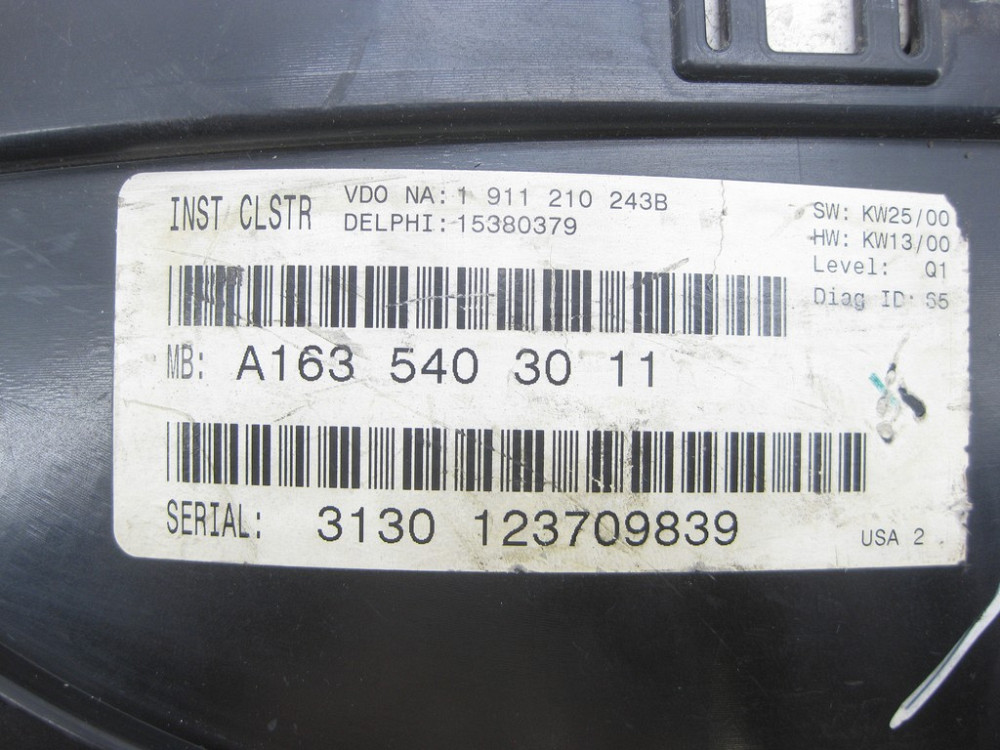 INST CLSTR
VDO NA: 1 911 210 243B
DELPHI: 15380379
SW: KW25/00
HW: KW13/00
Level: Q1
Diag ID: S5
MB: A163 540 30 11
SERIAL: 3130 123709839
USA 2